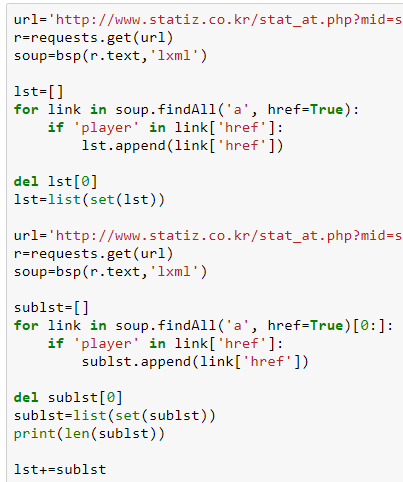 url='http://www.statiz.co.kr/stat_at.php?mid=s
r=requests.get(url)
soup=bsp(r.text,'lxml')
lst=[]
for link in soup.findAll('a', href=True):
    if 'player' in link['href']:
        lst.append(link['href'])
del lst[0]
lst=list(set(lst))
url='http://www.statiz.co.kr/stat_at.php?mid=s
r=requests.get(url)
soup=bsp(r.text,'lxml')
sublst=[]
for link in soup.findAll('a', href=True)[0:]:
    if 'player' in link['href']:
        sublst.append(link['href'])
del sublst[0]
sublst=list(set(sublst))
print(len(sublst))
lst+=sublst